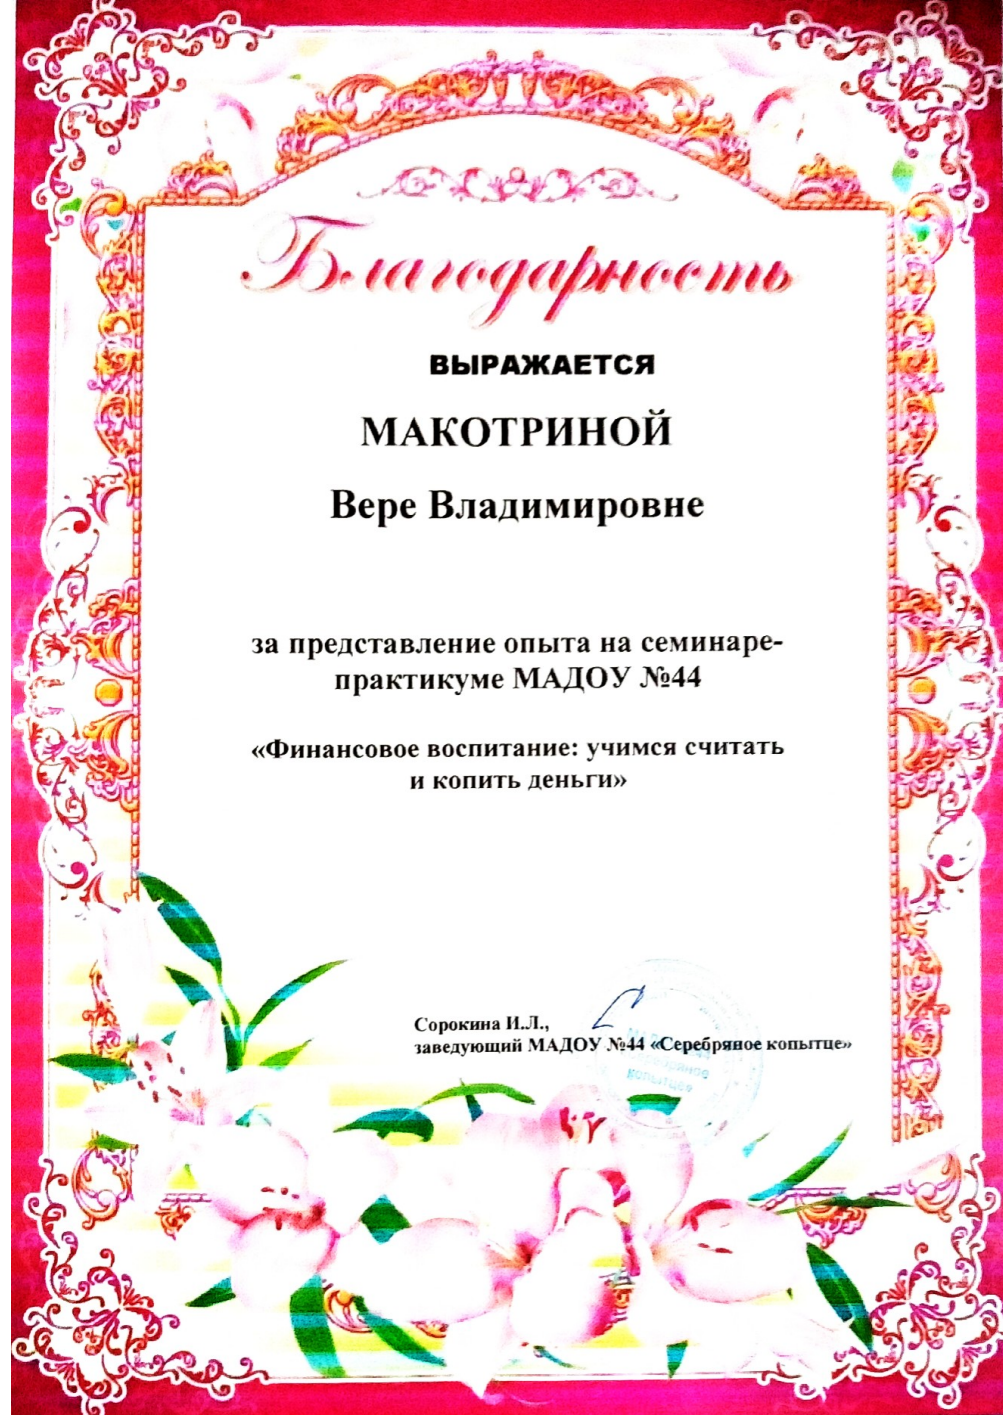 Благодарность
ВЫРАЖАЕТСЯ
МАКОТРИНОЙ
Вере Владимировне
за представление опыта на семинаре-
практикуме МАДОУ №44
«Финансовое воспитание: учимся считать
и копить деньги»
Сорокина И.Л.,
заведующий МАДОУ №44 «Серебряное копытце»
копытце»